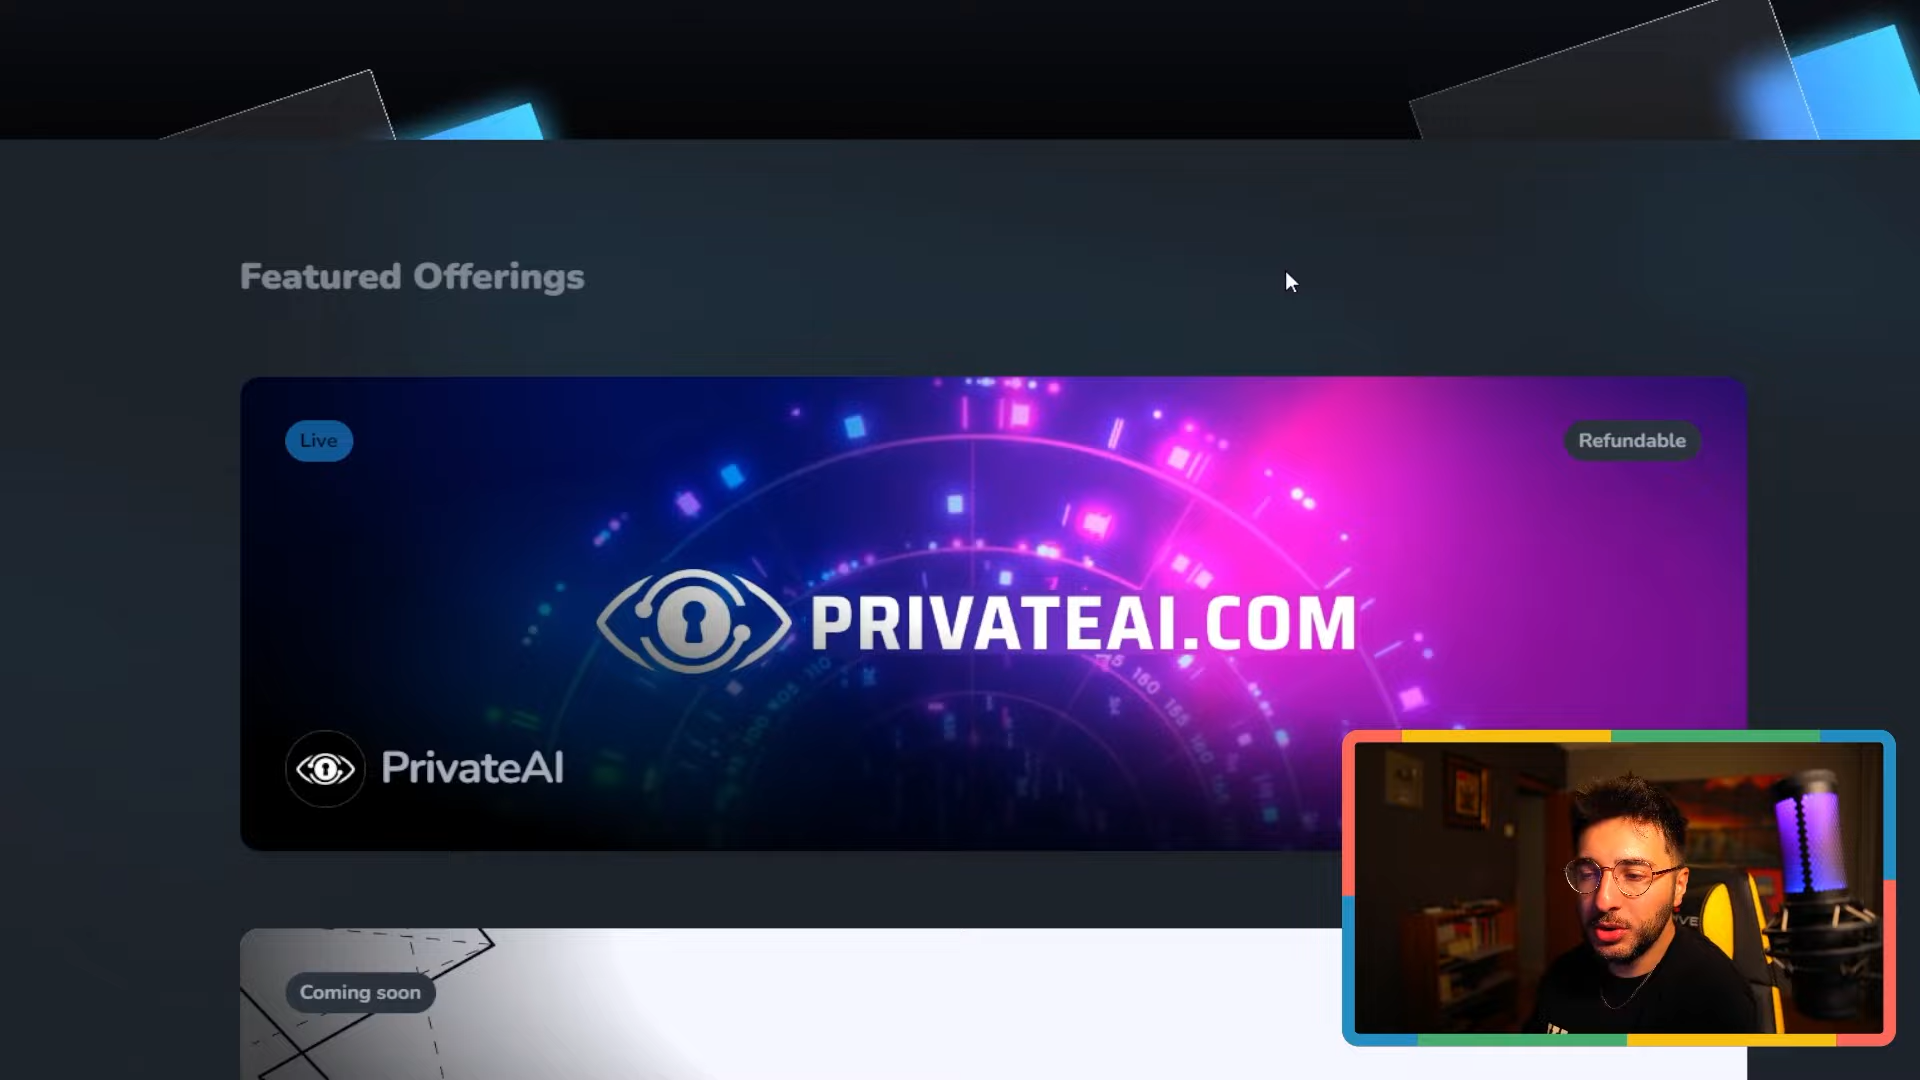 Featured Offerings
Live
Refundable
PRIVATEAI.COM
PrivateAI
Coming soon